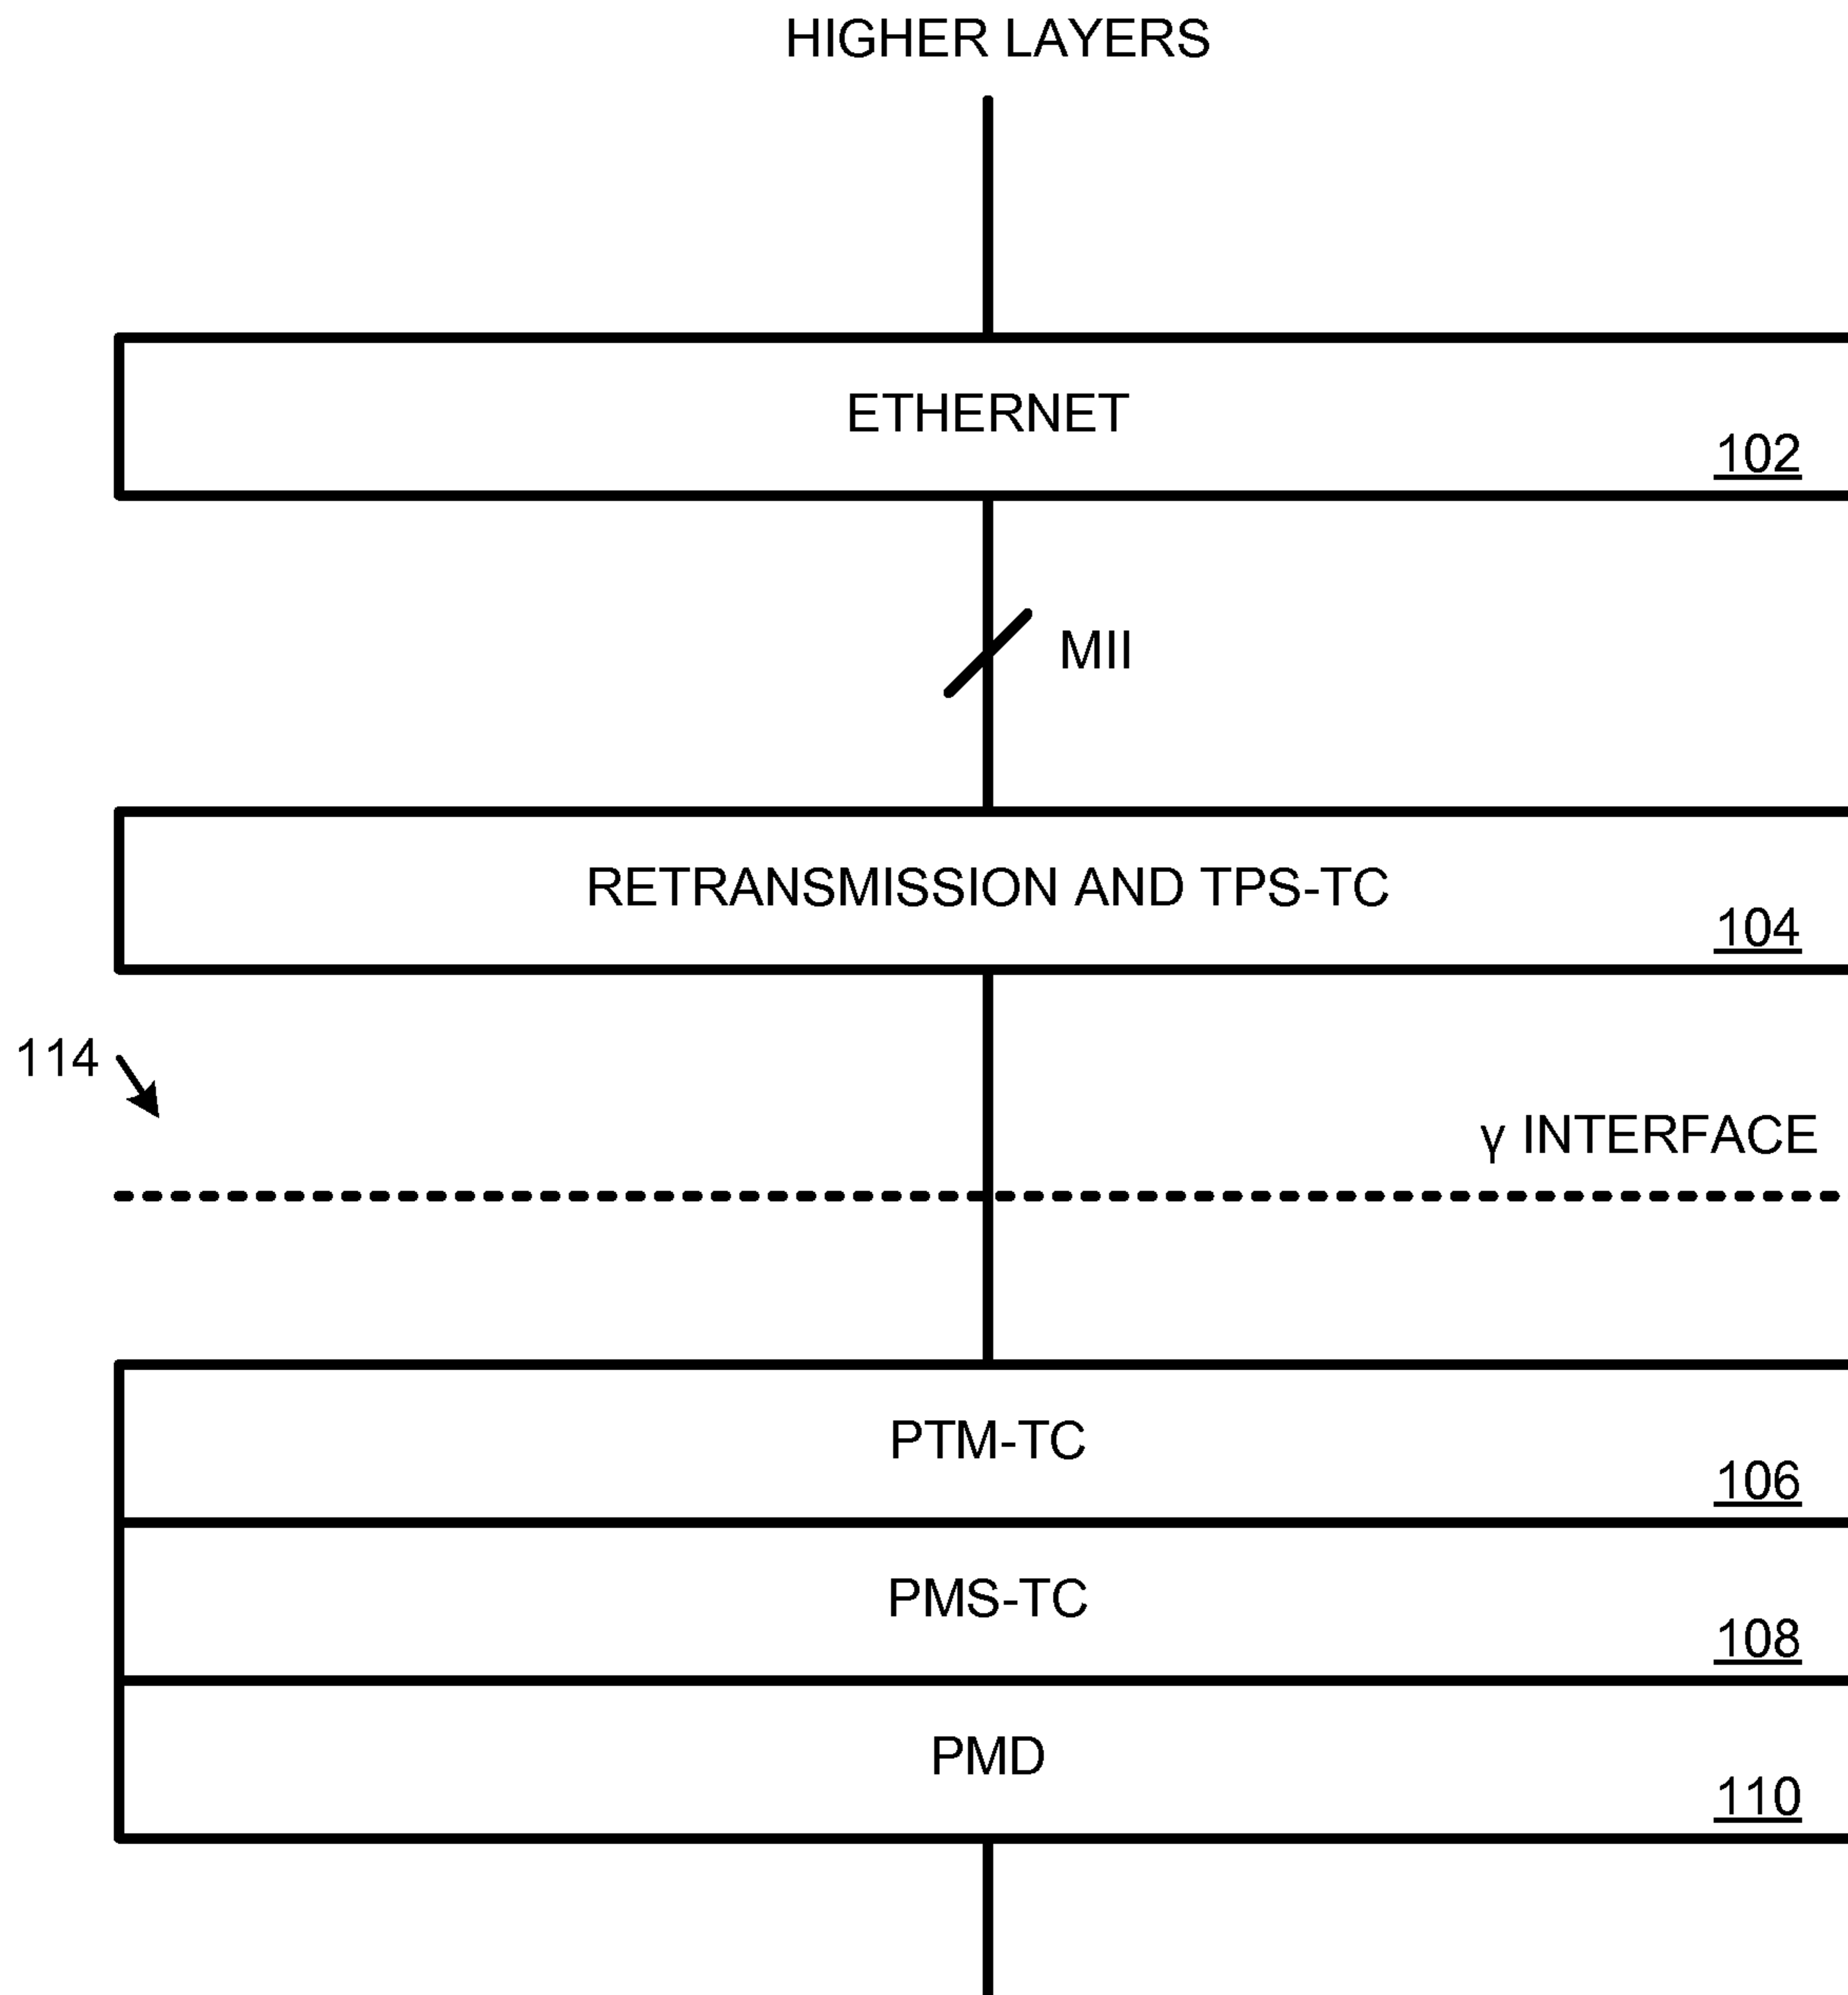 HIGHER LAYERS
ETHERNET
102
MII
RETRANSMISSION AND TPS-TC
104
114
γ INTERFACE
PTM-TC
106
PMS-TC
108
PMD
110